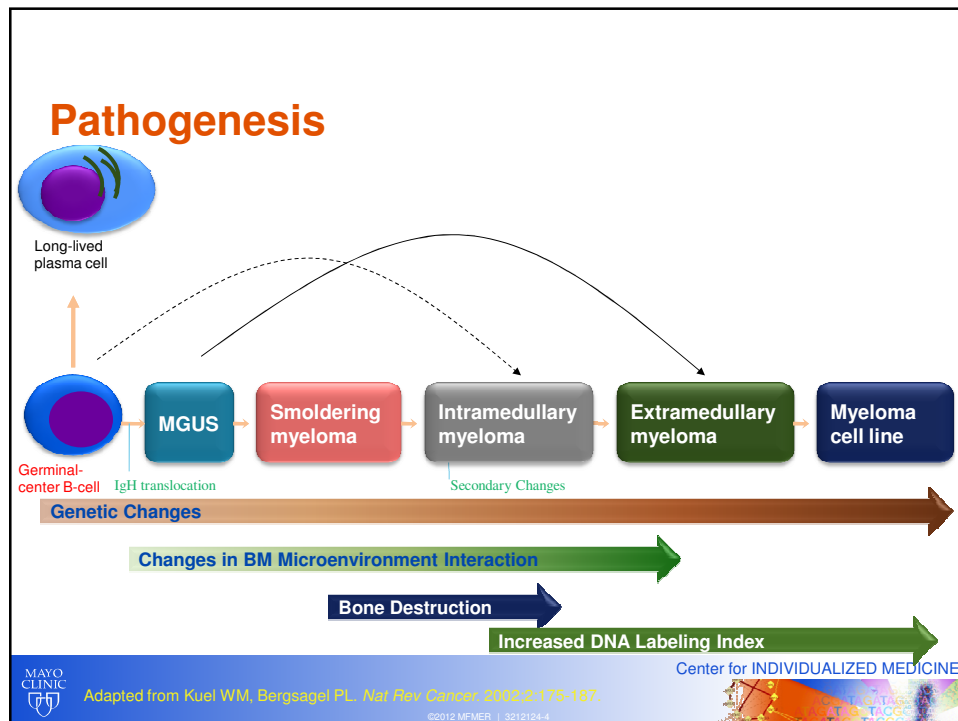 Pathogenesis
Long-lived
plasma cell
MGUS
Smoldering
myeloma
Intramedullary
myeloma
Extramedullary
myeloma
Myeloma
cell line
Germinal-
center B-cell
IgH translocation
Secondary Changes
Genetic Changes
Changes in BM Microenvironment Interaction
Bone Destruction
Increased DNA Labeling Index
MAYO
CLINIC
Adapted from Kuel WM, Bergsagel PL. Nat Rev Cancer. 2002;2:175-187.
©2012 MFMER | 3212124-4
Center for INDIVIDUALIZED MEDICINE